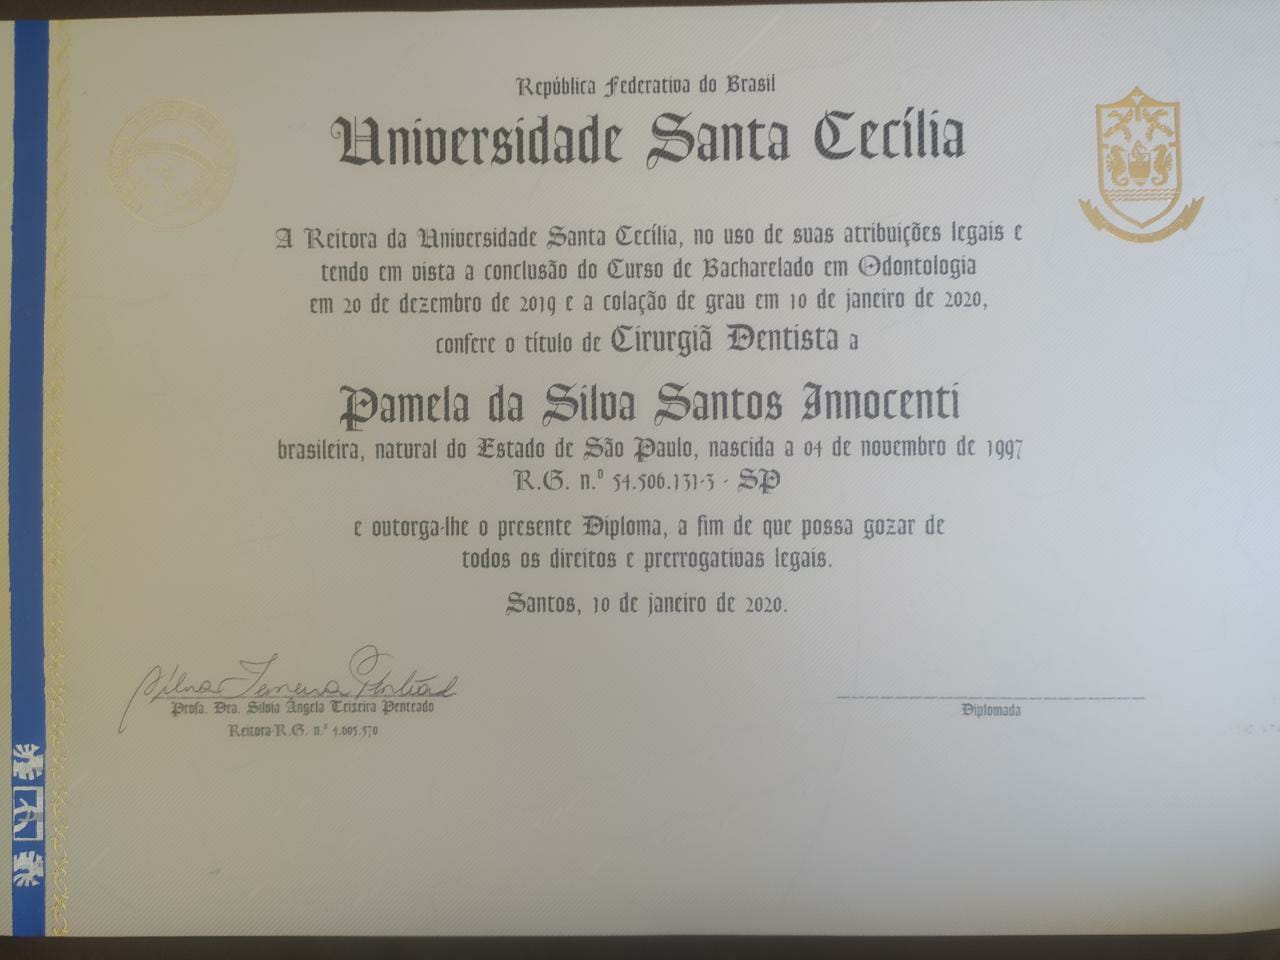 República Federativa do Brasil
Universidade Santa Cecília
A Reitora da Universidade Santa Cecília, no uso de suas atribuições legais e
tendo em vista a conclusão do Curso de Bacharelado em Odontologia
em 20 de dezembro de 2019 e a colação de grau em 10 de janeiro de 2020,
confere o título de Cirurgiã Dentista a
Pamela da Silva Santos Innocenti
brasileira, natural do Estado de São Paulo, nascida a 04 de novembro de 1997
R.G. n.º 54.506.131-3 - SP
e outorga-lhe o presente Diploma, a fim de que possa gozar de
todos os direitos e prerrogativas legais.
Santos, 10 de janeiro de 2020.
Profa. Dra. Silvia Ângela Teixeira Penteado
Reitora-R.G. n.º 4.605.570
Diplomada